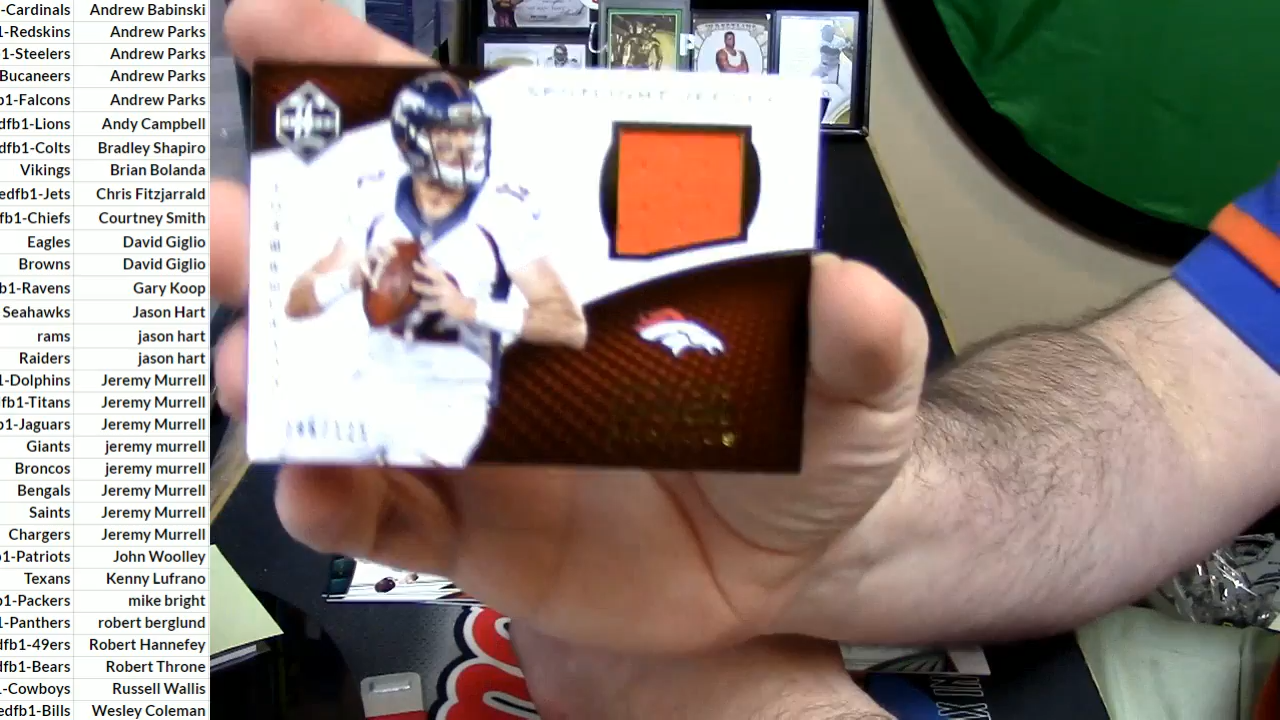 -Cardinals Andrew Babinski
1-Redskins Andrew Parks
1-Steelers Andrew Parks
Bucaneers Andrew Parks
b1-Falcons Andrew Parks
dfb1-Lions Andy Campbell
dfb1-Colts Bradley Shapiro
Vikings Brian Bolanda
edfb1-Jets Chris Fitzjarrald
fb1-Chiefs Courtney Smith
Eagles David Giglio
Browns David Giglio
b1-Ravens Gary Koop
Seahawks Jason Hart
rams jason hart
Raiders jason hart
1-Dolphins Jeremy Murrell
fb1-Titans Jeremy Murrell
1-Jaguars Jeremy Murrell
Giants jeremy murrell
Broncos jeremy murrell
Bengals Jeremy Murrell
Saints Jeremy Murrell
Chargers Jeremy Murrell
1-Patriots John Woolley
Texans Kenny Lufrano
1-Packers mike bright
1-Panthers robert berglund
dfb1-49ers Robert Hannefey
dfb1-Bears Robert Throne
1-Cowboys Russell Wallis
edfb1-Bills Wesley Coleman
SPOTLIGHT JERSEY